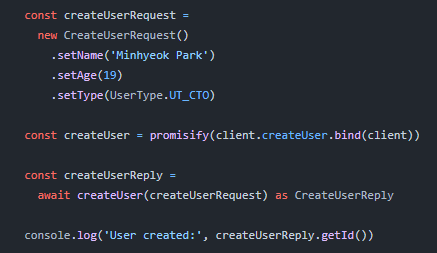 const createUserRequest =
new CreateUserRequest()
.setName('Minhyeok Park')
.setAge(19)
.setType(UserType.UT_CTO)
const createUser = promisify(client.createUser.bind(client))
const createUserReply =
await createUser(createUserRequest) as CreateUserReply
console.log('User created:', createUserReply.getId())